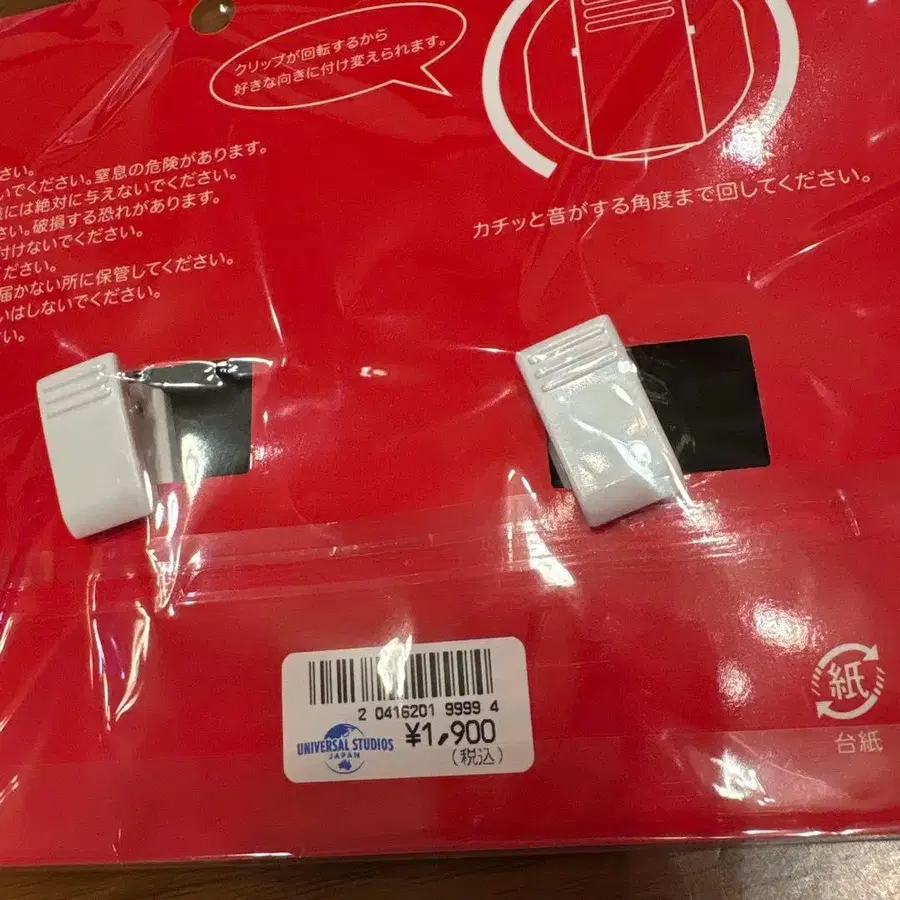 クリップが回転するから
好きな向きに付け変えられます。
カチッと音がする角度まで回してください。
さい。
いでください。窒息の危険があります。
には絶対に与えないでください。
さい。破損する恐れがあります。
付けないでください。
ください。
届かない所に保管してください。
いはしないでください。
い。
2 0416201 9999 4
UNIVERSAL STUDIOS
JAPAN
¥1,900
(税込)
紙
台紙